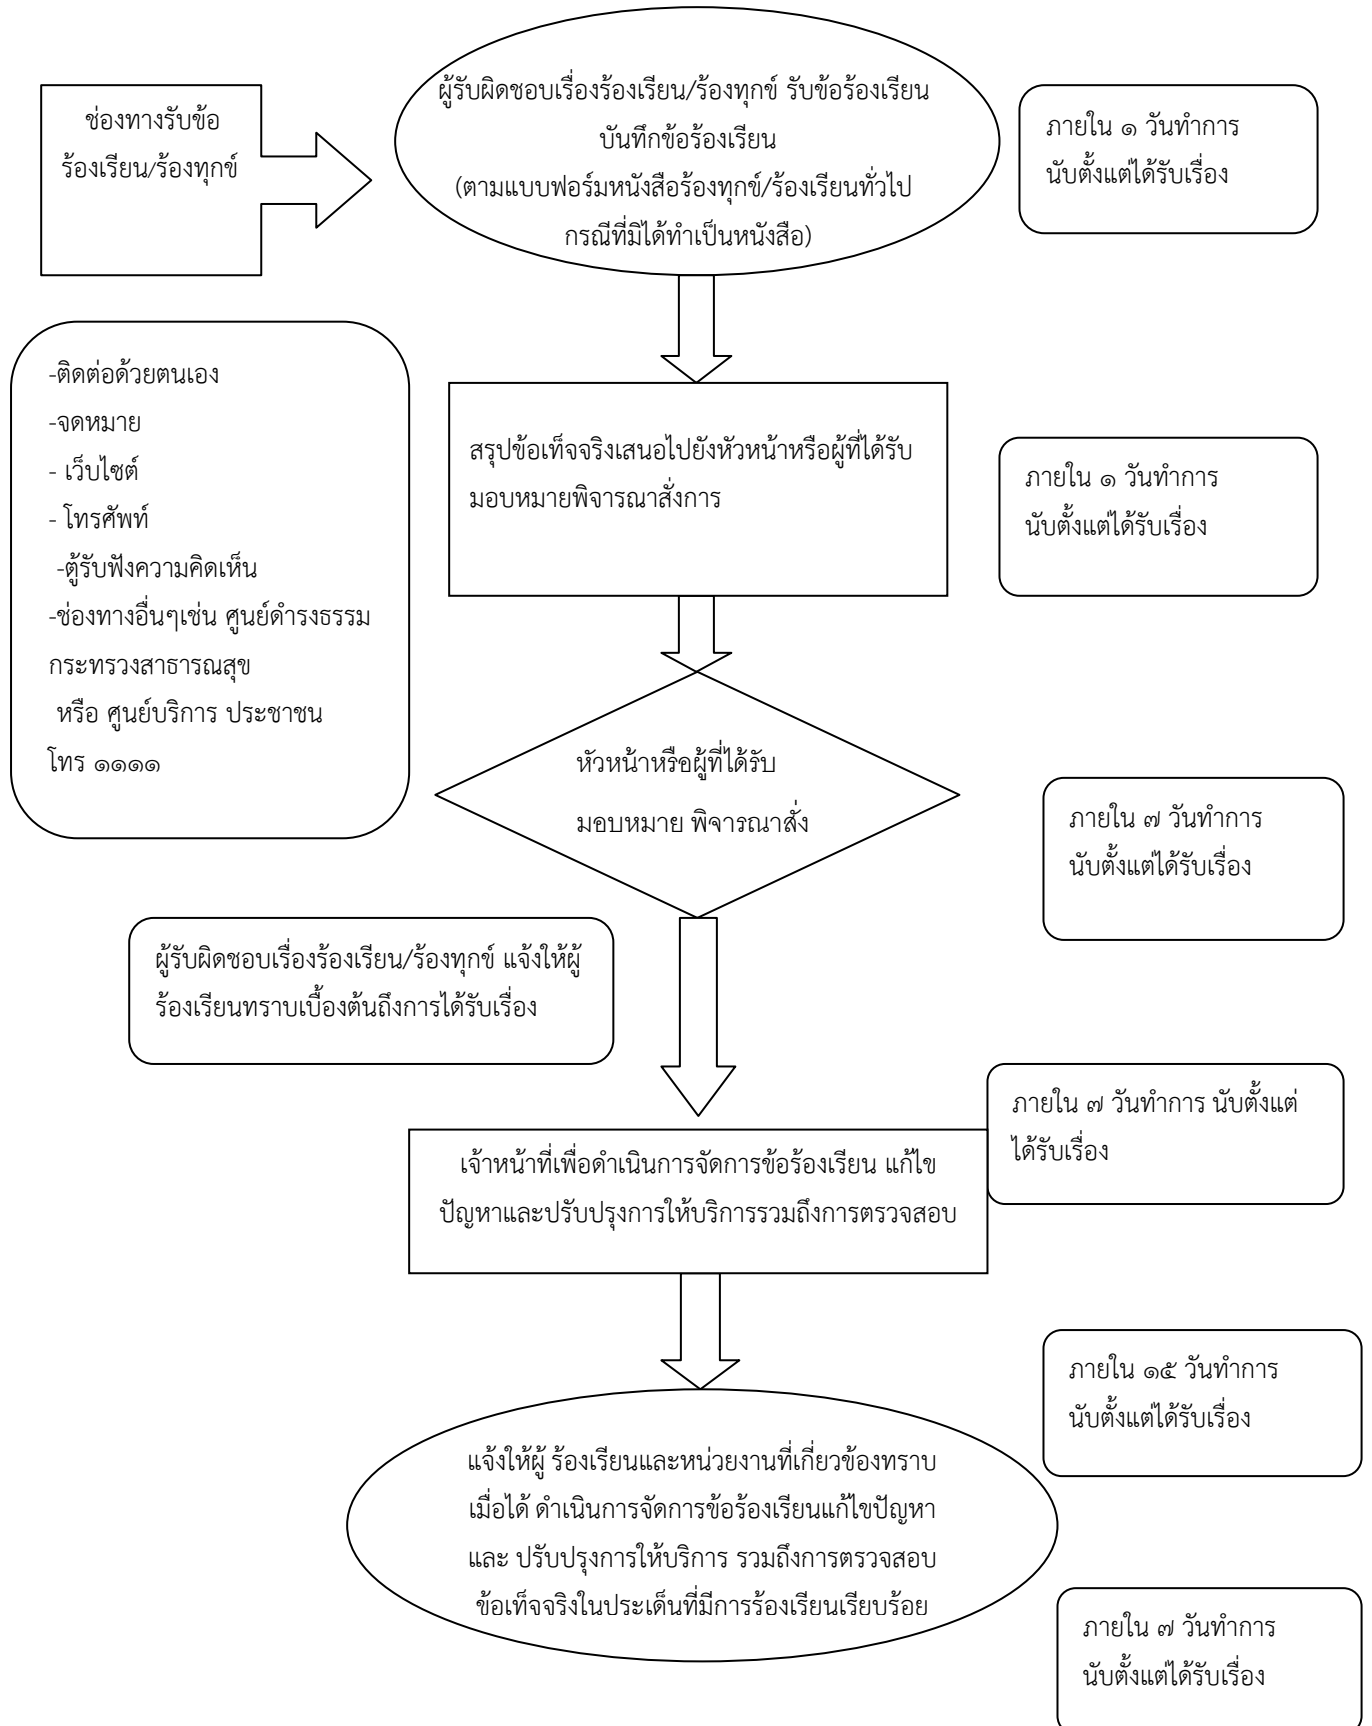 ช่องทางรับข้อ
ร้องเรียน/ร้องทุกข์
ผู้รับผิดชอบเรื่องร้องเรียน/ร้องทุกข์ รับข้อร้องเรียน
บันทึกข้อร้องเรียน
(ตามแบบฟอร์มหนังสือร้องทุกข์/ร้องเรียนทั่วไป
กรณีที่มิได้ทำเป็นหนังสือ)
ภายใน ๑ วันทำการ
นับตั้งแต่ได้รับเรื่อง
-ติดต่อด้วยตนเอง
-จดหมาย
- เว็บไซต์
- โทรศัพท์
-ตู้รับฟังความคิดเห็น
-ช่องทางอื่นๆเช่น ศูนย์ดำรงธรรม
กระทรวงสาธารณสุข
หรือ ศูนย์บริการ ประชาชน
โทร ๑๑๑๑
สรุปข้อเท็จจริงเสนอไปยังหัวหน้าหรือผู้ที่ได้รับ
มอบหมายพิจารณาสั่งการ
ภายใน ๑ วันทำการ
นับตั้งแต่ได้รับเรื่อง
หัวหน้าหรือผู้ที่ได้รับ
มอบหมาย พิจารณาสั่ง
ภายใน ๗ วันทำการ
นับตั้งแต่ได้รับเรื่อง
ผู้รับผิดชอบเรื่องร้องเรียน/ร้องทุกข์ แจ้งให้ผู้
ร้องเรียนทราบเบื้องต้นถึงการได้รับเรื่อง
ภายใน ๗ วันทำการ นับตั้งแต่
ได้รับเรื่อง
เจ้าหน้าที่เพื่อดำเนินการจัดการข้อร้องเรียน แก้ไข
ปัญหาและปรับปรุงการให้บริการรวมถึงการตรวจสอบ
ภายใน ๑๕ วันทำการ
นับตั้งแต่ได้รับเรื่อง
แจ้งให้ผู้ ร้องเรียนและหน่วยงานที่เกี่ยวข้องทราบ
เมื่อได้ ดำเนินการจัดการข้อร้องเรียนแก้ไขปัญหา
และ ปรับปรุงการให้บริการ รวมถึงการตรวจสอบ
ข้อเท็จจริงในประเด็นที่มีการร้องเรียนเรียบร้อย
ภายใน ๗ วันทำการ
นับตั้งแต่ได้รับเรื่อง